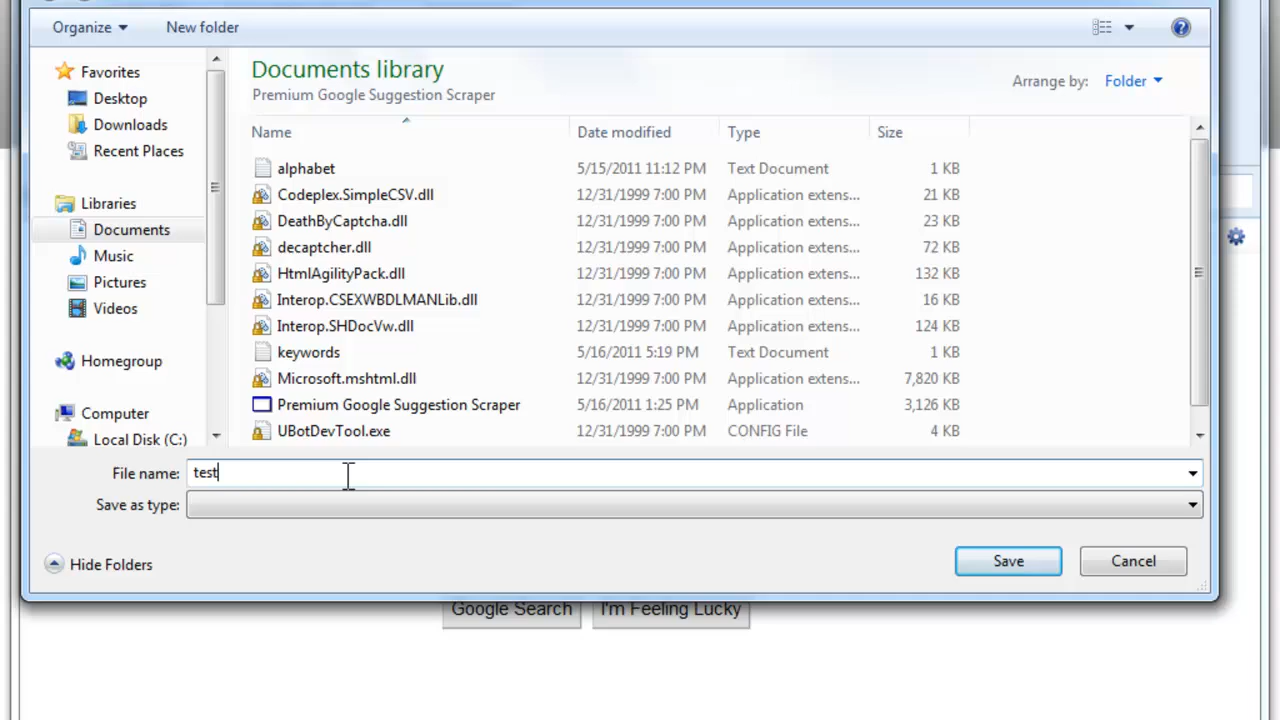 Organize New folder
Documents library
Premium Google Suggestion Scraper
Arrange by: Folder
Favorites
Desktop
Downloads
Recent Places
Libraries
Documents
Music
Pictures
Videos
Homegroup
Computer
Local Disk (C:)
Name Date modified Type Size
alphabet 5/15/2011 11:12 PM Text Document 1 KB
Codeplex.SimpleCSV.dll 12/31/1999 7:00 PM Application extens... 21 KB
DeathByCaptcha.dll 12/31/1999 7:00 PM Application extens... 23 KB
decaptcher.dll 12/31/1999 7:00 PM Application extens... 72 KB
HtmlAgilityPack.dll 12/31/1999 7:00 PM Application extens... 132 KB
Interop.CSEXWBDLMANLib.dll 12/31/1999 7:00 PM Application extens... 16 KB
Interop.SHDocVw.dll 12/31/1999 7:00 PM Application extens... 124 KB
keywords 5/16/2011 5:19 PM Text Document 1 KB
Microsoft.mshtml.dll 12/31/1999 7:00 PM Application extens... 7,820 KB
Premium Google Suggestion Scraper 5/16/2011 1:25 PM Application 3,126 KB
UBotDevTool.exe 12/31/1999 7:00 PM CONFIG File 4 KB
File name: test
Save as type:
Hide Folders Save Cancel
Google Search I'm Feeling Lucky